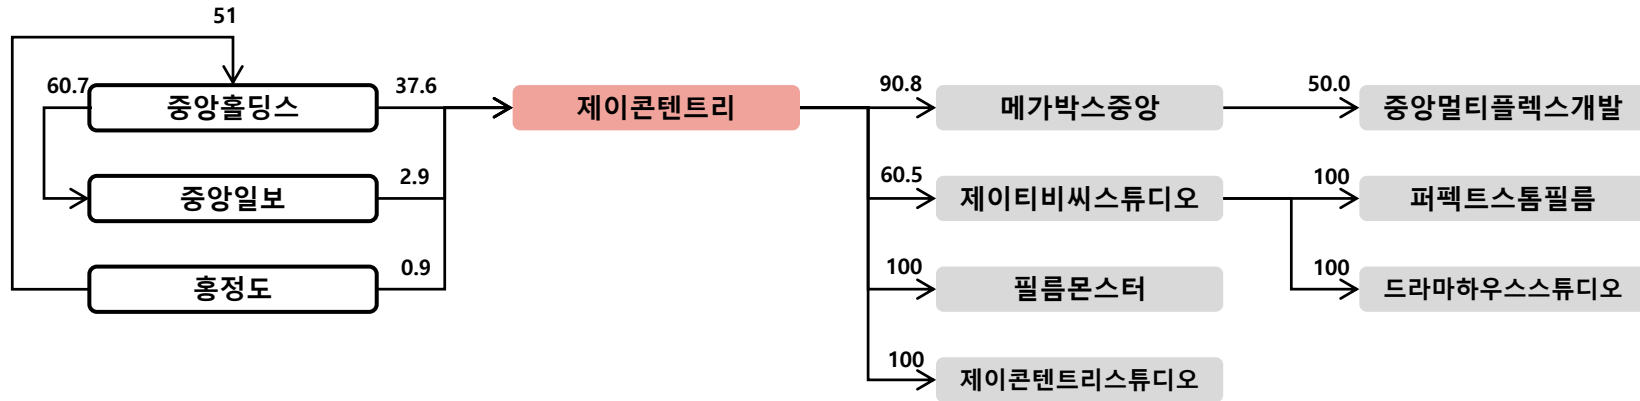 51
60.7
중앙홀딩스
37.6
제이콘텐트리
90.8
메가박스중앙
50.0
중앙멀티플렉스개발
중앙일보
2.9
60.5
제이티비씨스튜디오
100
퍼펙트스톰필름
홍정도
0.9
100
필름몬스터
100
드라마하우스스튜디오
100
제이콘텐트리스튜디오